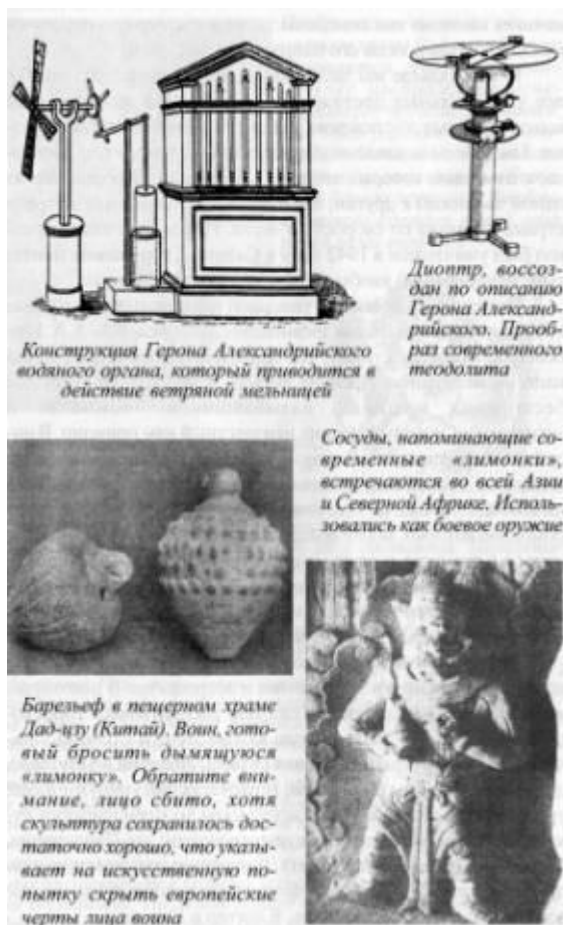 Диоптр, воссоз-
дан по описанию
Герона Александ-
рийского. Прооб-
раз современного
теодолита
Конструкция Герона Александрийского
водяного органа, который приводится в
действие ветряной мельницей
Сосуды, напоминающие со-
временные «лимонки»,
встречаются во всей Азии
и Северной Африке. Исполь-
зовались как боевое оружие
Барельеф в пещерном храме
Дад-цзу (Китай). Воин, гото-
вый бросить дымящуюся
«лимонку». Обратите вни-
мание, лицо сбито, хотя
скульптура сохранилось дос-
таточно хорошо, что указы-
вает на искусственную по-
пытку скрыть европейские
черты лица воина